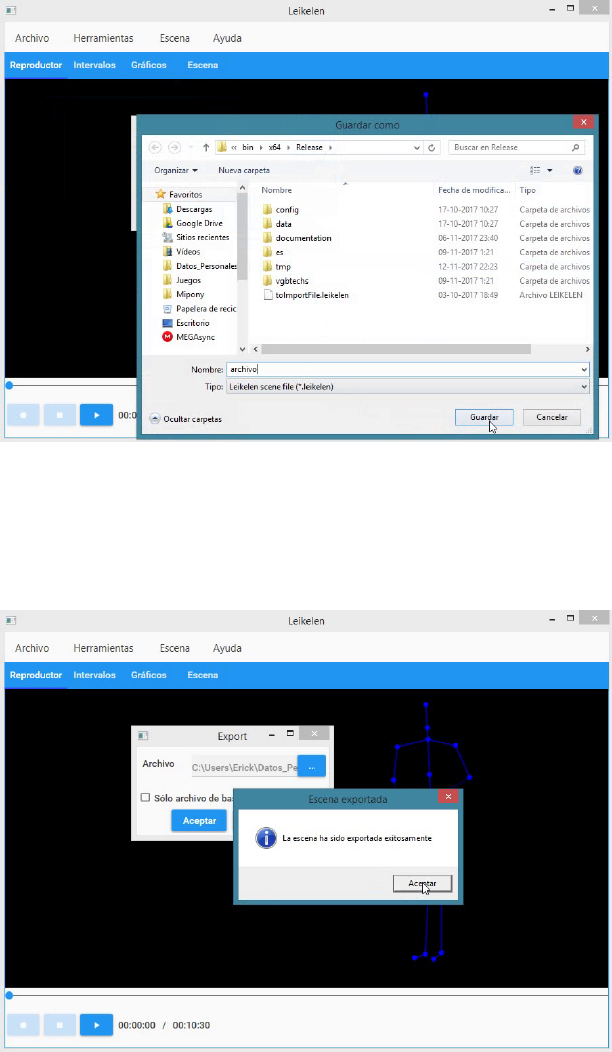 Leikelen
Archivo Herramientas Escena Ayuda
Reproductor Intervalos Gráficos Escena
Guardar como
« bin x64 Release
Buscar en Release
Organizar Nueva carpeta
Favoritos
Descargas
Google Drive
Sitios recientes
Vídeos
Datos_Personales
Juegos
Mipony
Papelera de recic
Escritorio
MEGAsync
Nombre Fecha de modifica... Tipo
config 17-10-2017 10:27 Carpeta de archivos
data 17-10-2017 10:27 Carpeta de archivos
documentation 06-11-2017 23:40 Carpeta de archivos
es 09-11-2017 1:21 Carpeta de archivos
tmp 12-11-2017 22:23 Carpeta de archivos
vgbtechs 09-11-2017 1:21 Carpeta de archivos
toImportFile.leikelen 03-10-2017 18:49 Archivo LEIKELEN
Nombre: archivo
Tipo: Leikelen scene file (*.leikelen)
Ocultar carpetas Guardar Cancelar
00:0
Leikelen
Archivo Herramientas Escena Ayuda
Reproductor Intervalos Gráficos Escena
Export
Archivo C:\Users\Erick\Datos_Pe ...
Sólo archivo de bas
Aceptar
Escena exportada
La escena ha sido exportada exitosamente
Aceptar
00:00:00 / 00:10:30